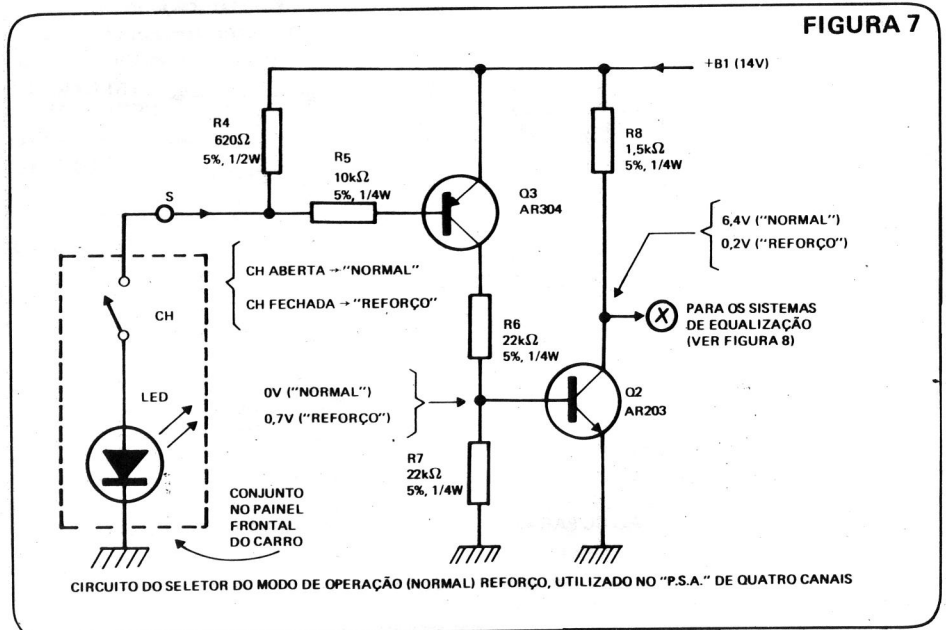 FIGURA 7
+B1 (14V)
R4
620Ω
5%, 1/2W
R5
10kΩ
5%, 1/4W
R8
1,5kΩ
5%, 1/4W
Q3
AR304
S
6,4V ("NORMAL")
0,2V ("REFORÇO")
CH ABERTA → "NORMAL"
CH FECHADA → "REFORÇO"
CH
X
PARA OS SISTEMAS
DE EQUALIZAÇÃO
(VER FIGURA 8)
R6
22kΩ
5%, 1/4W
LED
0V ("NORMAL")
0,7V ("REFORÇO")
Q2
AR203
R7
22kΩ
5%, 1/4W
CONJUNTO
NO PAINEL
FRONTAL
DO CARRO
CIRCUITO DO SELETOR DO MODO DE OPERAÇÃO (NORMAL) REFORÇO, UTILIZADO NO "P.S.A." DE QUATRO CANAIS